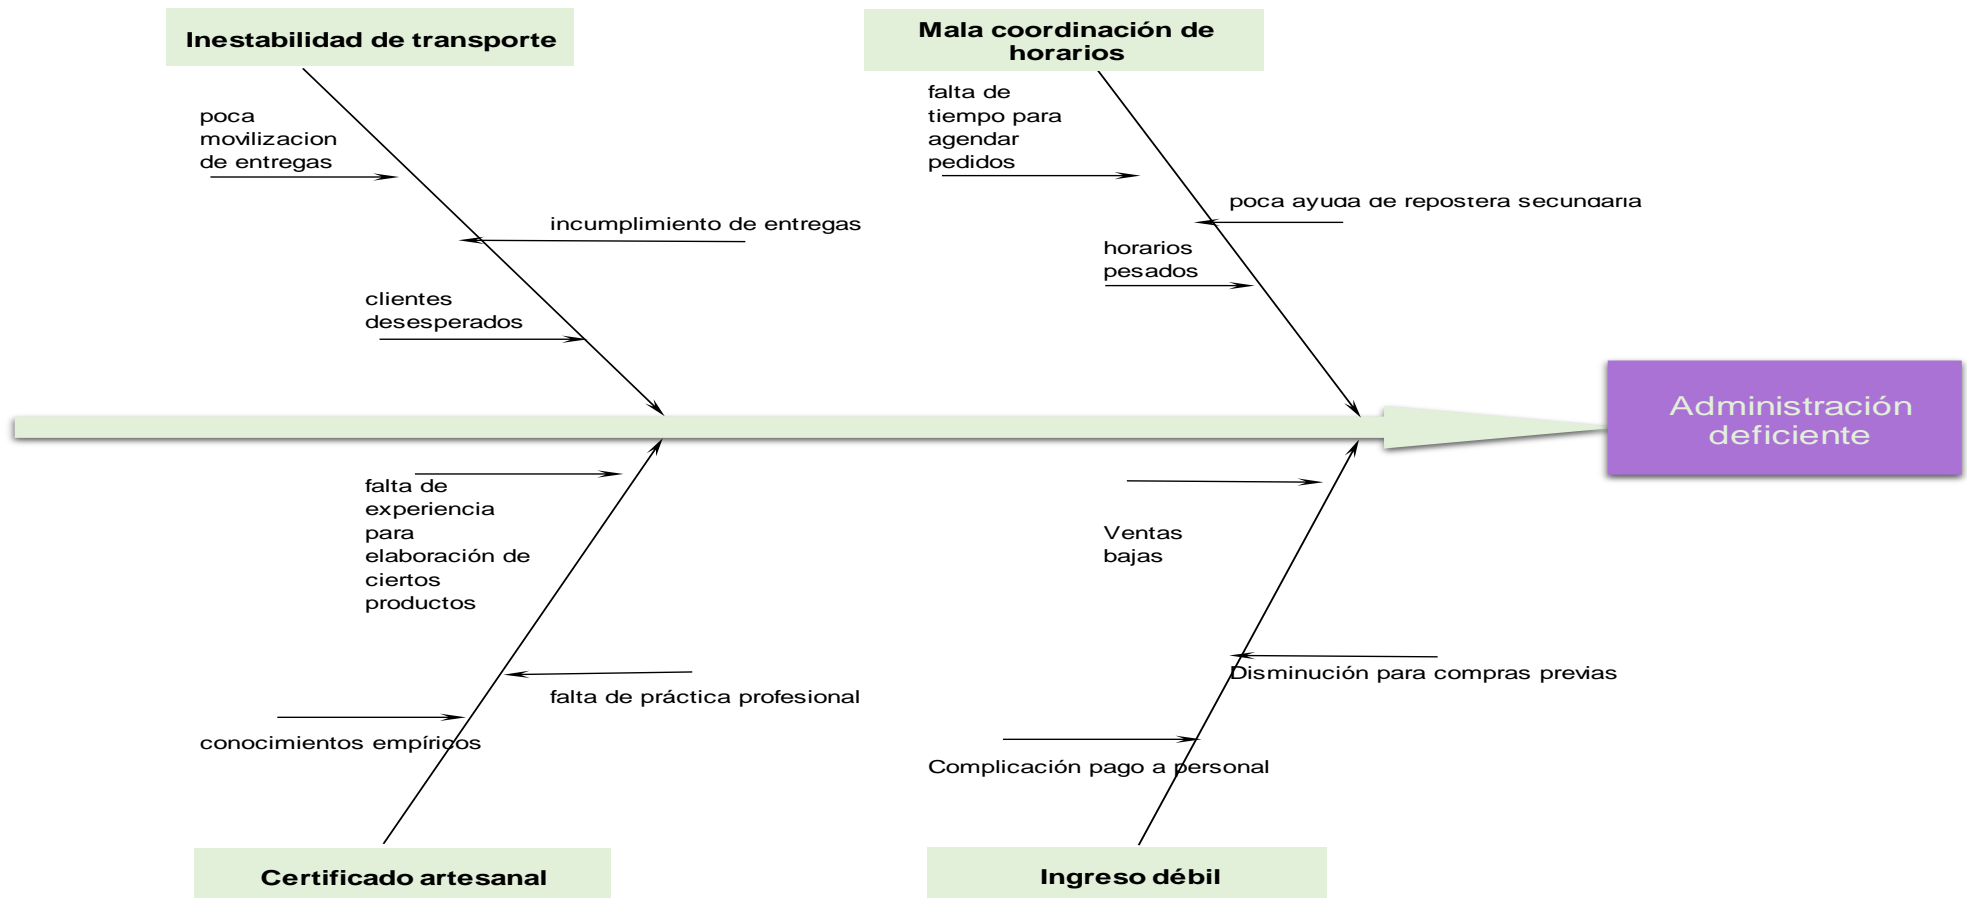 Inestabilidad de transporte
Mala coordinación de
horarios
poca
movilizacion
de entregas
incumplimiento de entregas
clientes
desesperados
falta de
tiempo para
agendar
pedidos
poca ayuda de repostera secundaria
horarios
pesados
Administración
deficiente
falta de
experiencia
para
elaboración de
ciertos
productos
falta de práctica profesional
conocimientos empíricos
Ventas
bajas
Disminución para compras previas
Complicación pago a personal
Certificado artesanal
Ingreso débil